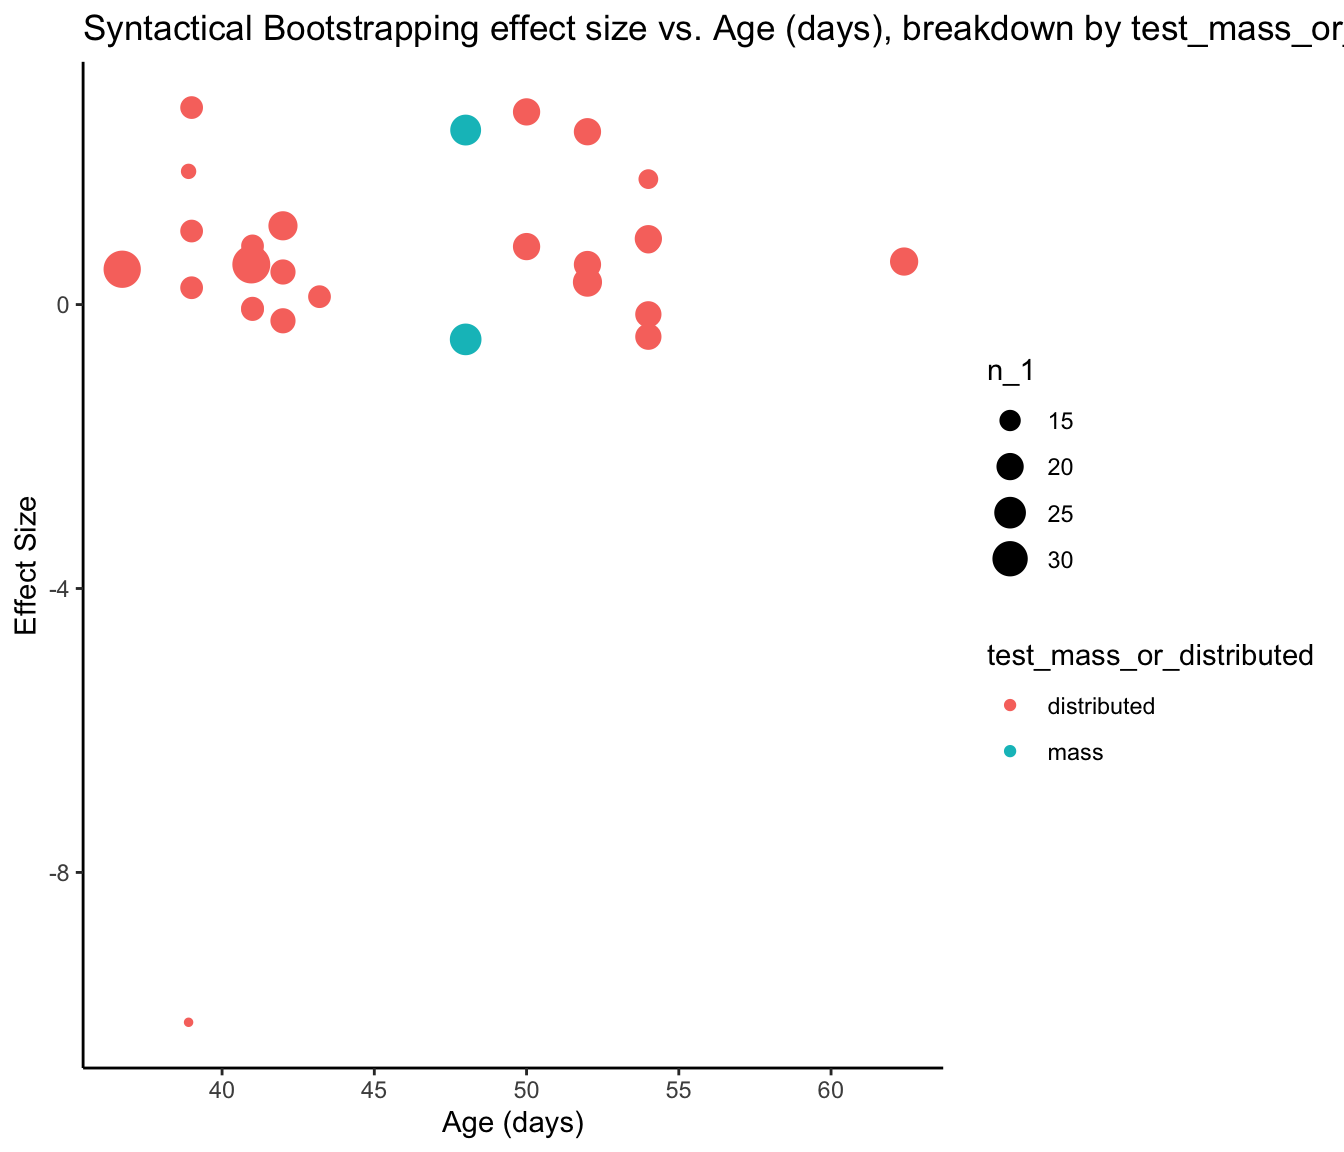 Syntactical Bootstrapping effect size vs. Age (days), breakdown by test_mass_or_
0
-4
-8
Effect Size
40 45 50 55 60
Age (days)
n_1
15
20
25
30
test_mass_or_distributed
distributed
mass